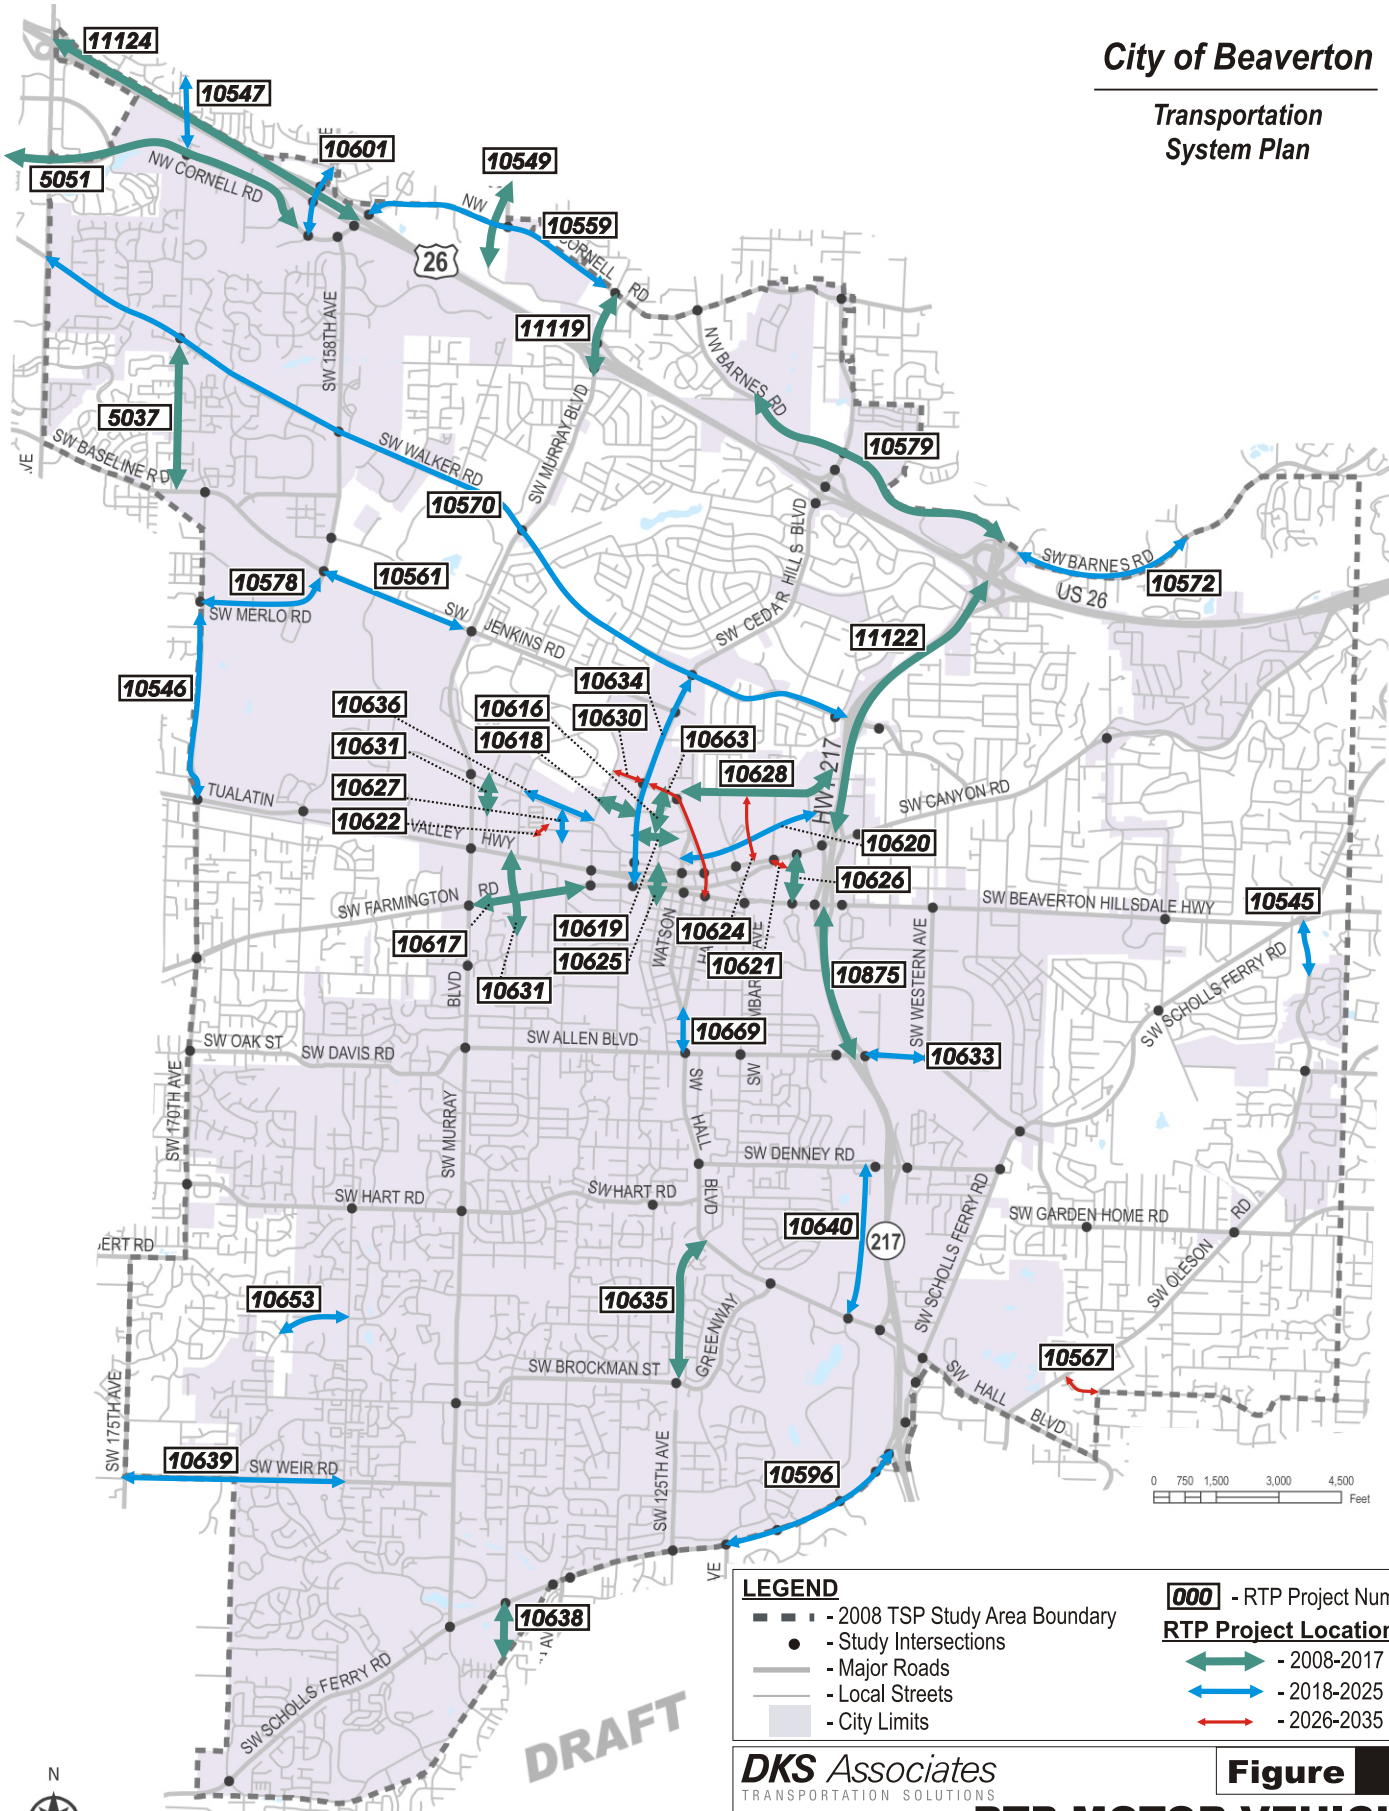 City of Beaverton
Transportation
System Plan
11124
10547
10601
10549
5051
NW CORNELL RD
NW
10559
CORNELL
RD
26
11119
NW BARNES RD
SW 158TH AVE
5037
SW BASELINE RD
SW WALKER RD
SW MURRAY BLVD
10579
10570
SW BARNES RD
10572
US 26
10578
10561
SW MERLO RD
SW
JENKINS RD
SW CEDAR HILLS BLVD
11122
10546
10634
10636
10616
10630
10631
10618
10663
10628
HWY 217
10627
TUALATIN
VALLEY
HWY
10622
SW CANYON RD
10620
10626
SW FARMINGTON
RD
SW BEAVERTON HILLSDALE HWY
10545
10617
10619
10624
10625
10621
WATSON
10631
BLVD
10875
SW WESTERN AVE
SW SCHOLLS FERRY RD
SW OAK ST
SW DAVIS RD
SW ALLEN BLVD
10669
SW
10633
SW 170TH AVE
SW MURRAY
SW
HALL
BLVD
SW DENNEY RD
SW HART RD
SW HART RD
10640
217
SW SCHOLLS FERRY RD
SW GARDEN HOME RD
SW OLESON
RD
ERT RD
10653
10635
GREENWAY
SW BROCKMAN ST
10567
SW
HALL
BLVD
SW 175TH AVE
10639
SW WEIR RD
SW 125TH AVE
10596
0 750 1,500 3,000 4,500
Feet
VE
10638
SW SCHOLLS FERRY RD
DRAFT
N
LEGEND
- 2008 TSP Study Area Boundary
- Study Intersections
- Major Roads
- Local Streets
- City Limits
000 - RTP Project Num
RTP Project Location
- 2008-2017
- 2018-2025
- 2026-2035
DKS Associates
TRANSPORTATION SOLUTIONS
Figure
RTP MOTOR VEHIC